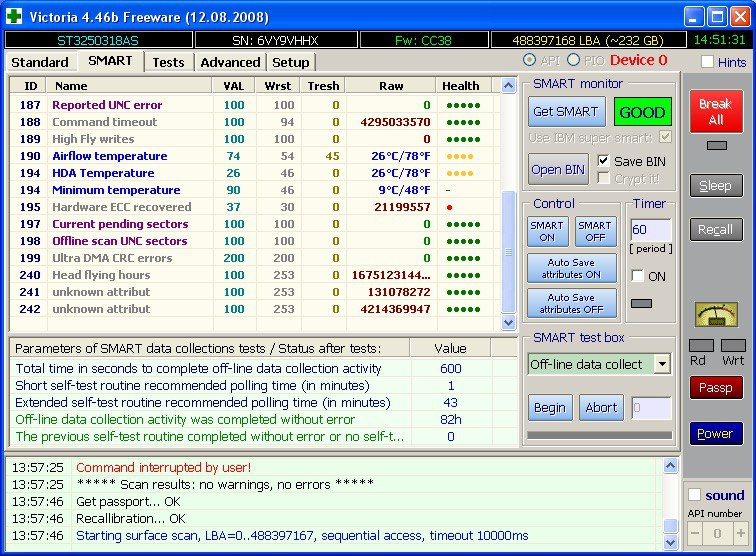 Victoria 4.46b Freeware (12.08.2008)
ST3250318AS SN: 6VY9VHHX Fw: CC38 488397168 LBA (~232 GB) 14:51:31
Standard SMART Tests Advanced Setup API PIO Device 0 Hints
ID Name VAL Wrst Tresh Raw Health
187 Reported UNC error 100 100 0 0
188 Command timeout 100 94 0 4295033570
189 High Fly writes 100 100 0 0
190 Airflow temperature 74 54 45 26°C/78°F
194 HDA Temperature 26 46 0 26°C/78°F
194 Minimum temperature 90 46 0 9°C/48°F -
195 Hardware ECC recovered 37 30 0 21199557
197 Current pending sectors 100 100 0 0
198 Offline scan UNC sectors 100 100 0 0
199 Ultra DMA CRC errors 200 200 0 0
240 Head flying hours 100 253 0 1675123144...
241 unknown attribut 100 253 0 131078272
242 unknown attribut 100 253 0 4214369947
SMART monitor
Get SMART GOOD
Use IBM super smart:
Open BIN Save BIN
Crypt it!
Control Timer
SMART ON SMART OFF 60
[ period ]
Auto Save attributes ON ON
Auto Save attributes OFF
SMART test box
Off-line data collect
Begin Abort 0
Break All
Sleep
Recall
Rd Wrt
Passp
Power
sound
API number
- 0 +
Parameters of SMART data collections tests / Status after tests: Value
Total time in seconds to complete off-line data collection activity 600
Short self-test routine recommended polling time (in minutes) 1
Extended self-test routine recommended polling time (in minutes) 43
Off-line data collection activity was completed without error 82h
The previous self-test routine completed without error or no self-t... 0
13:57:25 Command interrupted by user!
13:57:25 ***** Scan results: no warnings, no errors *****
13:57:46 Get passport... OK
13:57:46 Recallibration... OK
13:57:46 Starting surface scan, LBA=0..488397167, sequential access, timeout 10000ms